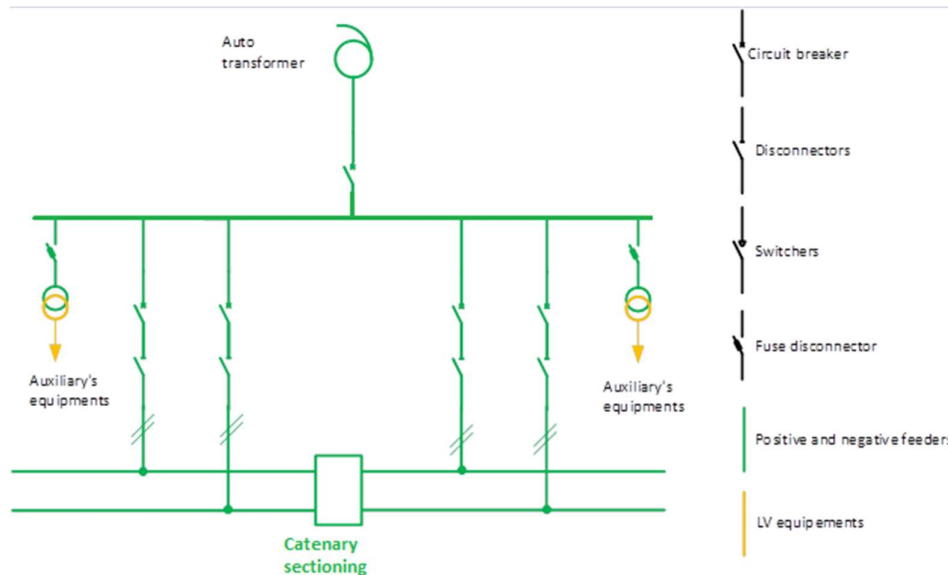 Auto
transformer
Auxiliary's
equipments
Auxiliary's
equipments
Catenary
sectioning
Circuit breaker
Disconnectors
Switchers
Fuse disconnector
Positive and negative feeders
LV equipements